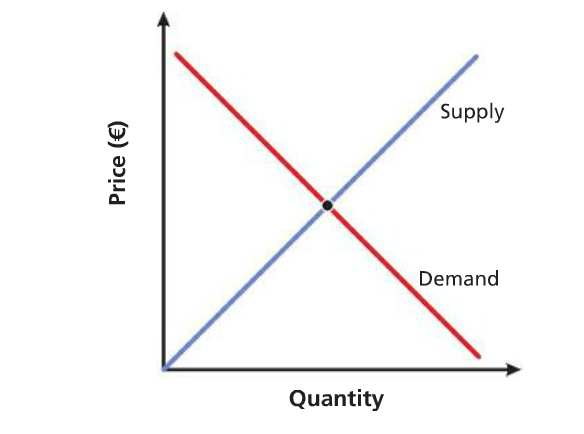 Price (€)
Supply
Demand
Quantity